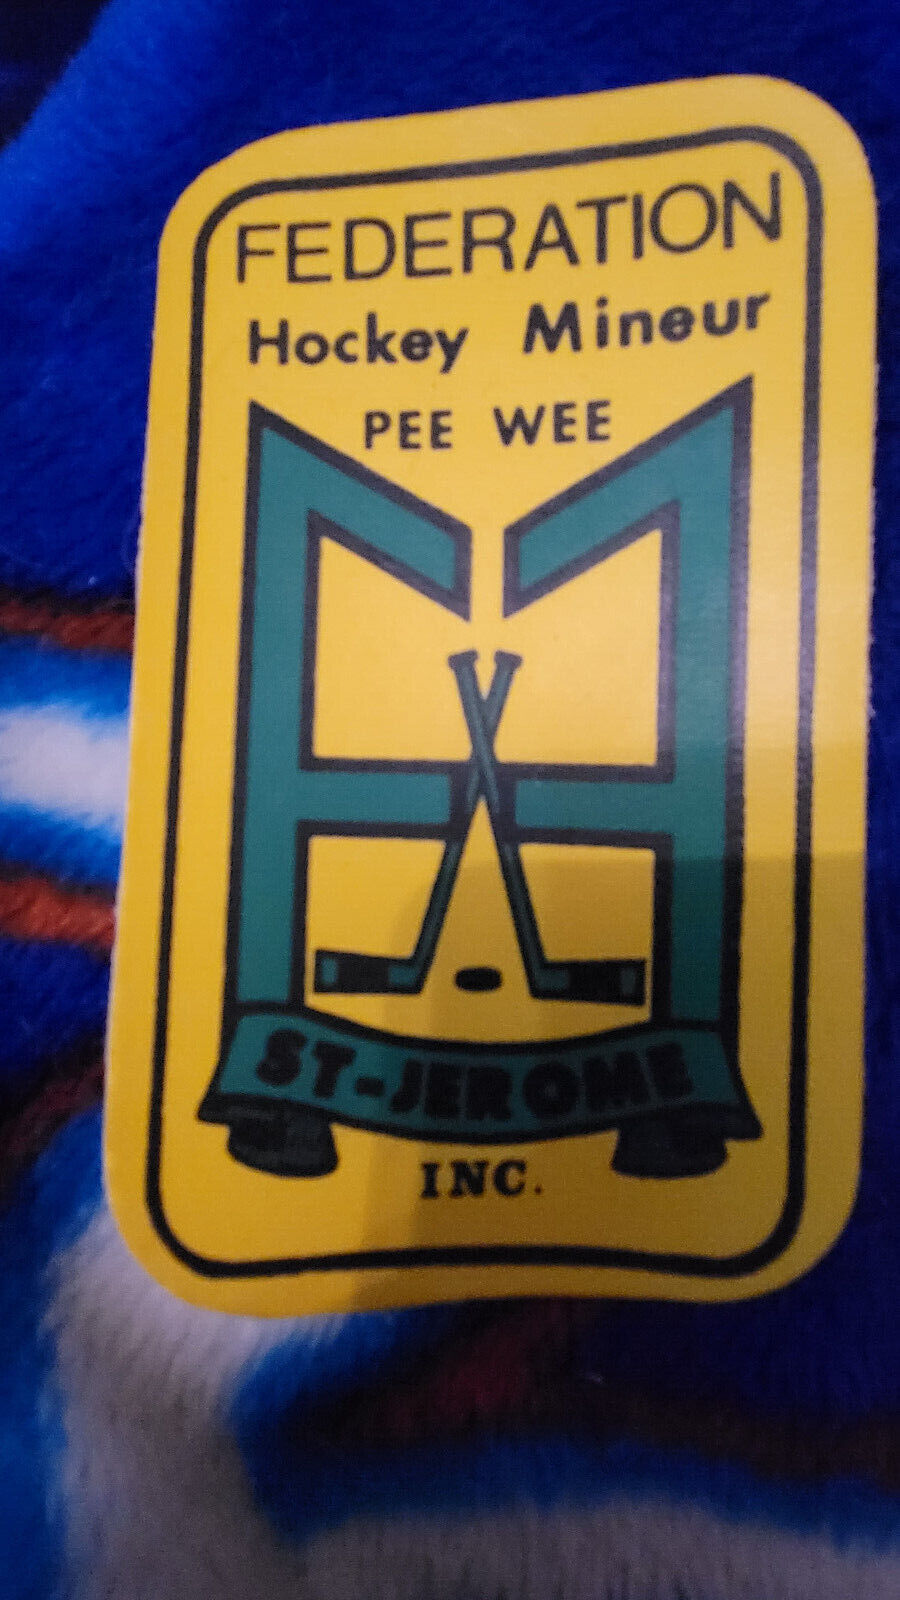 FEDERATION
Hockey Mineur
PEE WEE
ST-JEROME
INC.